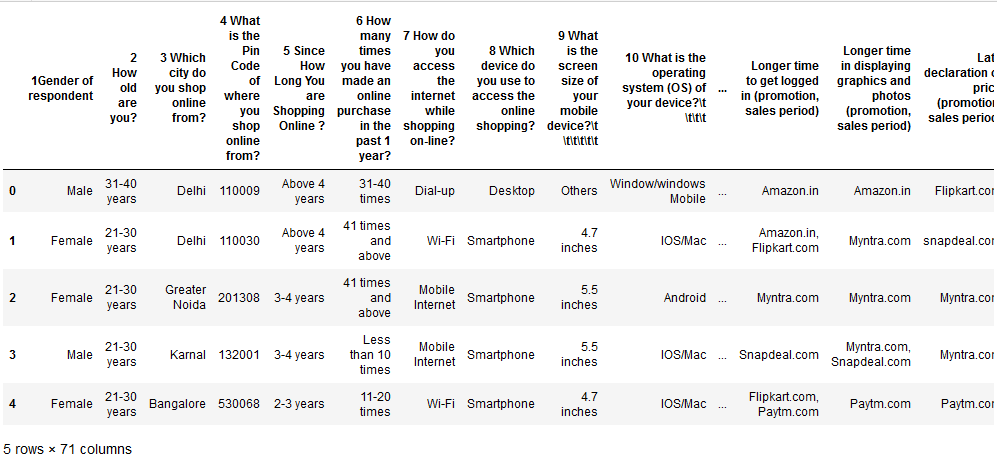 1Gender of
respondent
2
How
old
are
you?
3 Which
city do
you shop
online
from?
4 What
is the
Pin
Code
of
where
you
shop
online
from?
5 Since
How
Long You
are
Shopping
Online ?
6 How
many
times
you have
made an
online
purchase
in the
past 1
year?
7 How do
you
access
the
internet
while
shopping
on-line?
8 Which
device do
you use to
access the
online
shopping?
9 What
is the
screen
size of
your
mobile
device?\t
\t\t\t\t\t
10 What is the
operating
system (OS) of
your device?\t
\t\t\t
...
Longer time
to get logged
in (promotion,
sales period)
Longer time
in displaying
graphics and
photos
(promotion,
sales period)
declaration
sales
0
Male
31-40
years
Delhi
110009
Above 4
years
31-40
times
Dial-up
Desktop
Others
Window/windows
Mobile
...
Amazon.in
Amazon.in
Flipkart.com
1
Female
21-30
years
Delhi
110030
Above 4
years
41 times
and
above
Wi-Fi
Smartphone
4.7
inches
IOS/Mac
...
Amazon.in,
Flipkart.com
Myntra.com
snapdeal.com
2
Female
21-30
years
Greater
Noida
201308
3-4 years
41 times
and
above
Mobile
Internet
Smartphone
5.5
inches
Android
...
Myntra.com
Myntra.com
Myntra.com
3
Male
21-30
years
Karnal
132001
3-4 years
Less
than 10
times
Mobile
Internet
Smartphone
5.5
inches
IOS/Mac
...
Snapdeal.com
Myntra.com,
Snapdeal.com
Myntra.com
4
Female
21-30
years
Bangalore
530068
2-3 years
11-20
times
Wi-Fi
Smartphone
4.7
inches
IOS/Mac
...
Flipkart.com,
Paytm.com
Paytm.com
Paytm.com
5 rows × 71 columns